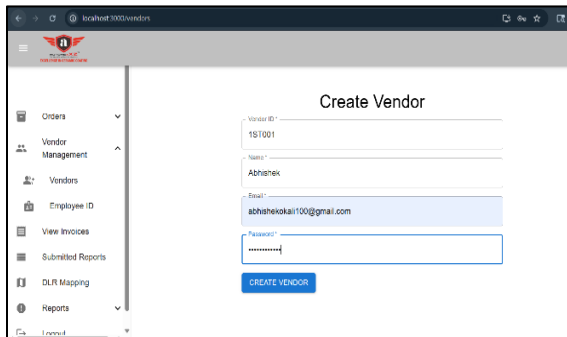 localhost:3000/vendors
n
Create Vendor
Orders
Vendor
Management
Vendors
Employee ID
View Invoices
Submitted Reports
DLR Mapping
Reports
Logout
Vendor ID *
1ST001
Name *
Abhishek
Email *
abhishekokali100@gmail.com
Password *
••••••••••••
CREATE VENDOR